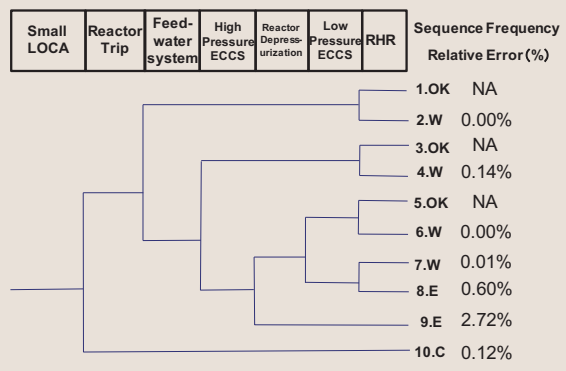 Small LOCA
Reactor Trip
Feed-water system
High Pressure ECCS
Reactor Depress-urization
Low Pressure ECCS
RHR
Sequence Frequency
Relative Error(%)
1.OK NA
2.W 0.00%
3.OK NA
4.W 0.14%
5.OK NA
6.W 0.00%
7.W 0.01%
8.E 0.60%
9.E 2.72%
10.C 0.12%